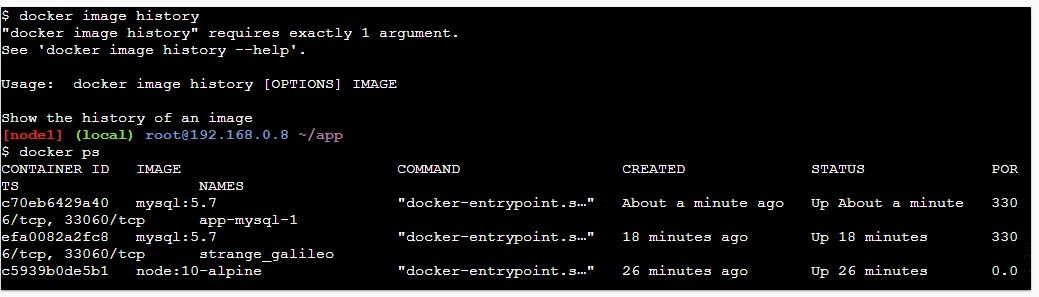 $ docker image history
"docker image history" requires exactly 1 argument.
See 'docker image history --help'.
Usage:  docker image history [OPTIONS] IMAGE
Show the history of an image
[node1] (local) root@192.168.0.8 ~/app
$ docker ps
CONTAINER ID   IMAGE                        COMMAND                  CREATED              STATUS              POR
TS                    NAMES
c70eb6429a40   mysql:5.7                    "docker-entrypoint.s…"   About a minute ago   Up About a minute   330
6/tcp, 33060/tcp      app-mysql-1
efa0082a2fc8   mysql:5.7                    "docker-entrypoint.s…"   18 minutes ago       Up 18 minutes       330
6/tcp, 33060/tcp      strange_galileo
c5939b0de5b1   node:10-alpine               "docker-entrypoint.s…"   26 minutes ago       Up 26 minutes       0.0